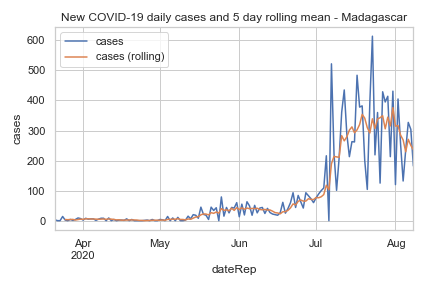 New COVID-19 daily cases and 5 day rolling mean - Madagascar
cases
cases (rolling)
600
500
400
300
200
100
0
cases
Apr
2020
May
Jun
Jul
Aug
dateRep